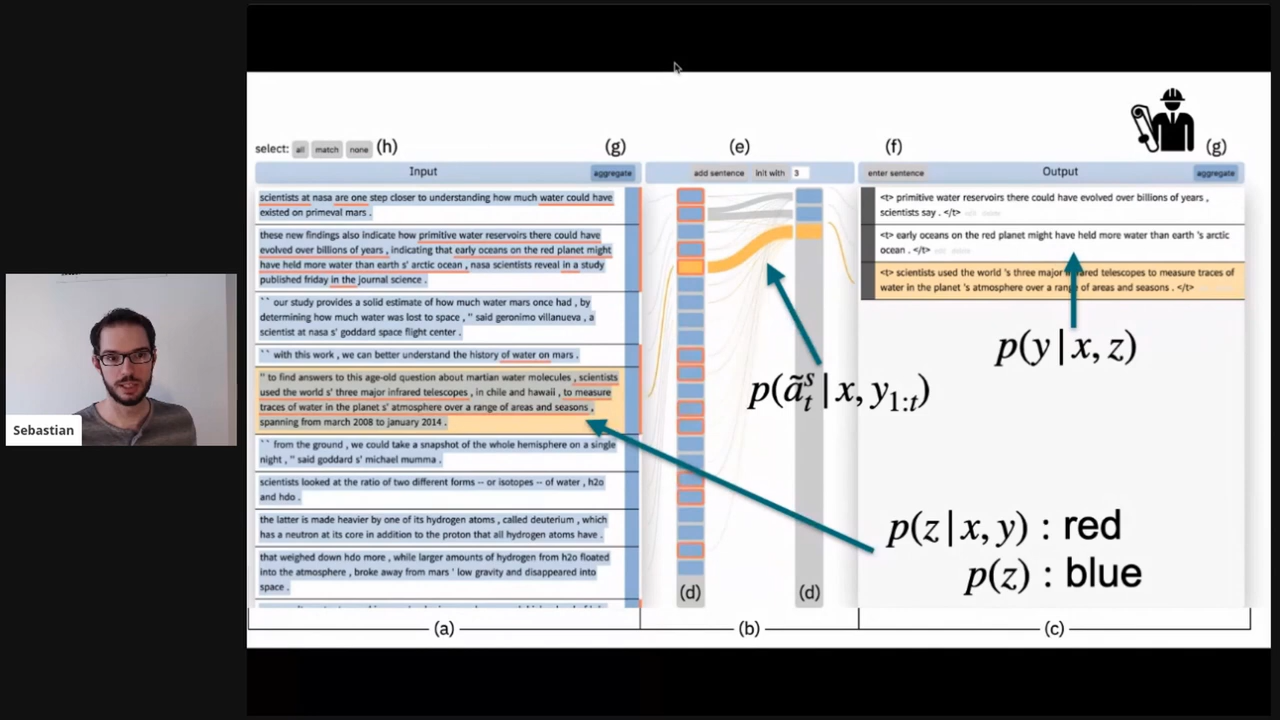 select: all match none (h)
(g)
(e)
(f)
(g)
Input
aggregate
add sentence init with 3
enter sentence
Output
aggregate
scientists at nasa are one step closer to understanding how much water could have
existed on primeval mars .
these new findings also indicate how primitive water reservoirs there could have
evolved over billions of years , indicating that early oceans on the red planet might
have held more water than earth s' arctic ocean , nasa scientists reveal in a study
published friday in the journal science .
`` our study provides a solid estimate of how much water mars once had , by
determining how much water was lost to space , '' said geronimo villanueva , a
scientist at nasa s' goddard space flight center .
`` with this work , we can better understand the history of water on mars .
'' to find answers to this age-old question about martian water molecules , scientists
used the world s' three major infrared telescopes , in chile and hawaii , to measure
traces of water in the planet s' atmosphere over a range of areas and seasons ,
spanning from march 2008 to january 2014 .
`` from the ground , we could take a snapshot of the whole hemisphere on a single
night , '' said goddard s' michael mumma .
scientists looked at the ratio of two different forms -- or isotopes -- of water , h2o
and hdo .
the latter is made heavier by one of its hydrogen atoms , called deuterium , which
has a neutron at its core in addition to the proton that all hydrogen atoms have .
that weighed down hdo more , while larger amounts of hydrogen from h2o floated
into the atmosphere , broke away from mars ' low gravity and disappeared into
space .
<t> primitive water reservoirs there could have evolved over billions of years ,
scientists say . </t>
<t> early oceans on the red planet might have held more water than earth 's arctic
ocean . </t>
<t> scientists used the world 's three major infrared telescopes to measure traces of
water in the planet 's atmosphere over a range of areas and seasons . </t>
p(y|x, z)
p(ã_t^s|x, y_{1:t})
p(z|x, y) : red
p(z) : blue
(d)
(d)
(a)
(b)
(c)
Sebastian